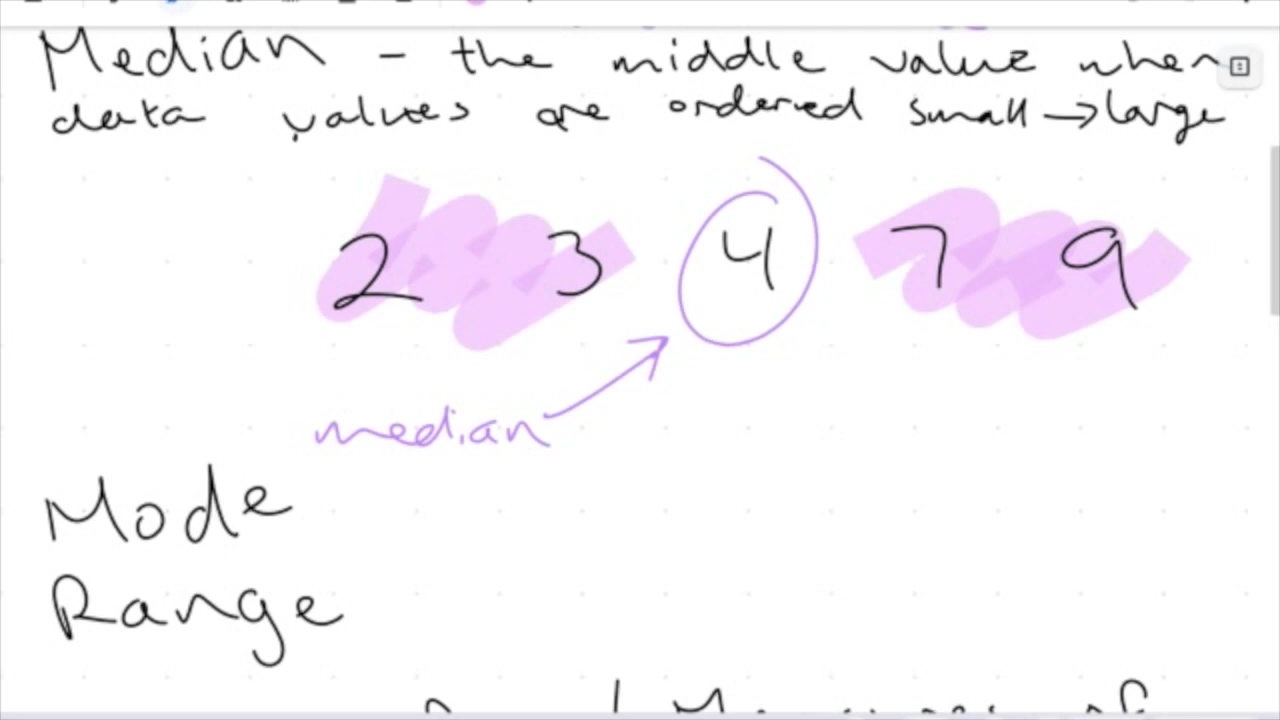 Median - the middle value when
data values are ordered small → large
2 3 4 7 9
median
Mode
Range